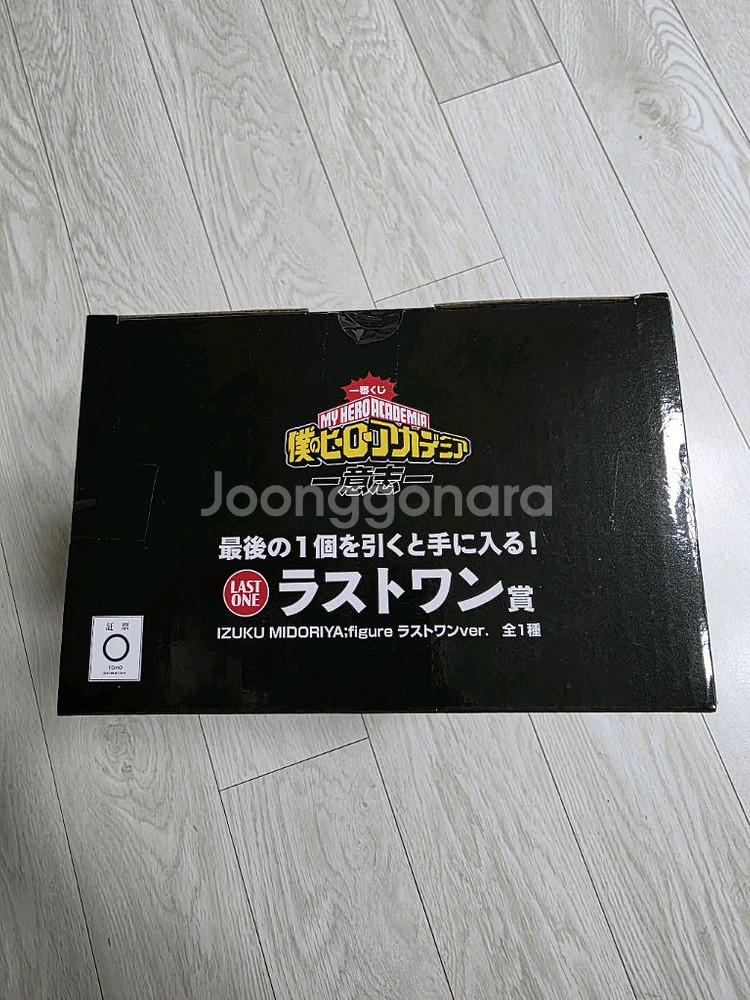 一番くじ
MY HERO ACADEMIA
僕のヒーローアカデミア
―意志―
Joonggonara
最後の1個を引くと手に入る!
LAST
ONE
ラストワン賞
IZUKU MIDORIYA;figure ラストワンver. 全1種
証票
TOHO